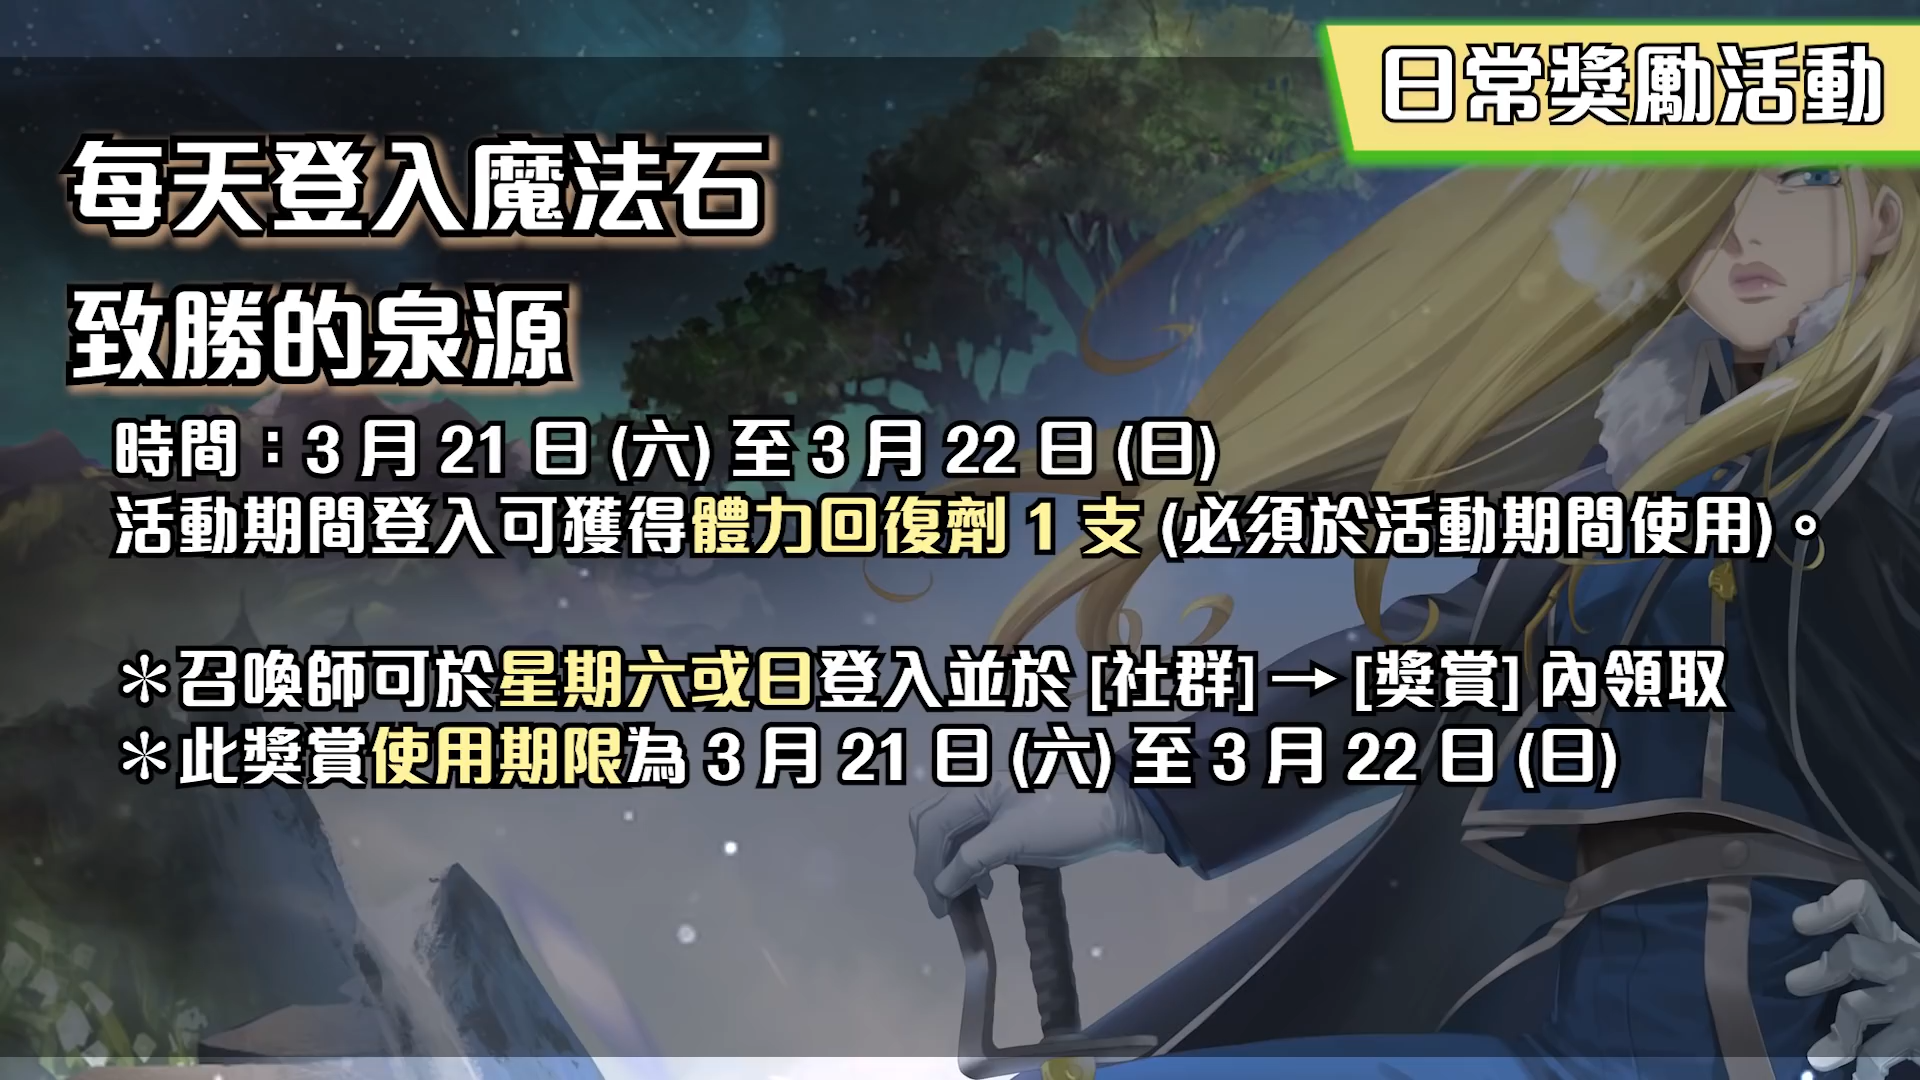 日常獎勵活動
每天登入魔法石
致勝的泉源
時間：3 月 21 日 (六) 至 3 月 22 日 (日)
活動期間登入可獲得體力回復劑 1 支 (必須於活動期間使用)。
＊召喚師可於星期六或日登入並於 [社群] → [獎賞] 內領取
＊此獎賞使用期限為 3 月 21 日 (六) 至 3 月 22 日 (日)